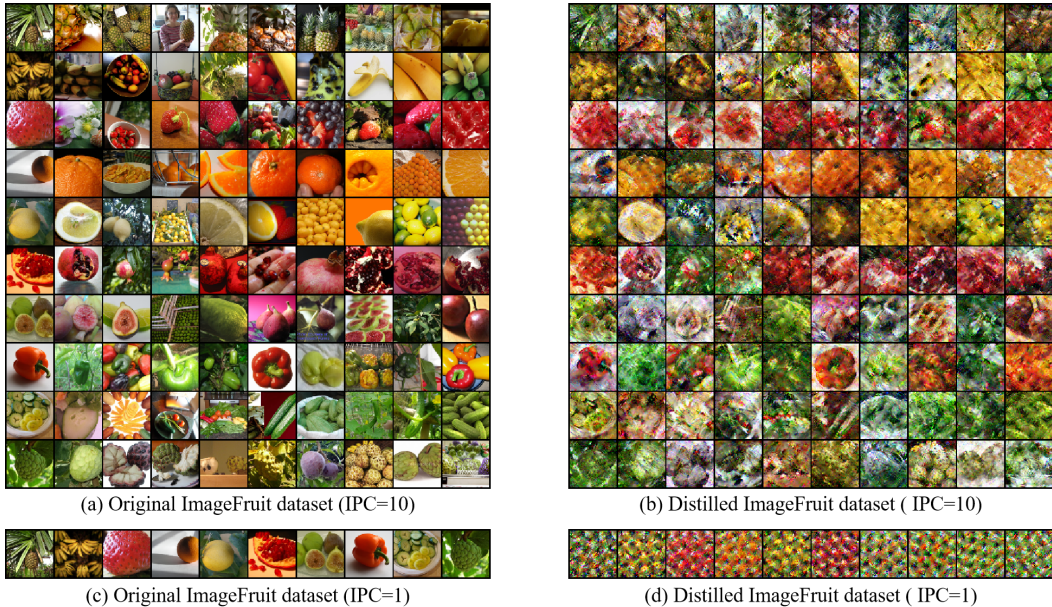 (a) Original ImageFruit dataset (IPC=10)
(b) Distilled ImageFruit dataset ( IPC=10)
(c) Original ImageFruit dataset (IPC=1)
(d) Distilled ImageFruit dataset ( IPC=1)